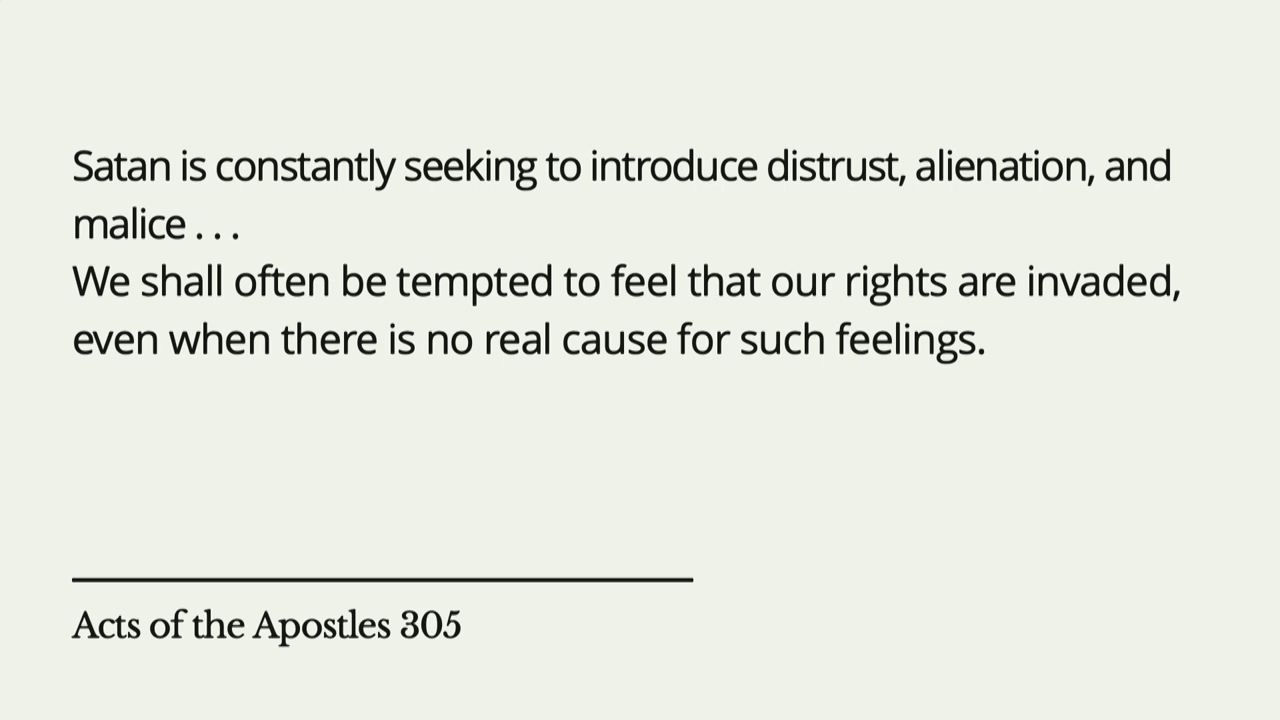 Satan is constantly seeking to introduce distrust, alienation, and
malice . . .
We shall often be tempted to feel that our rights are invaded,
even when there is no real cause for such feelings.
Acts of the Apostles 305